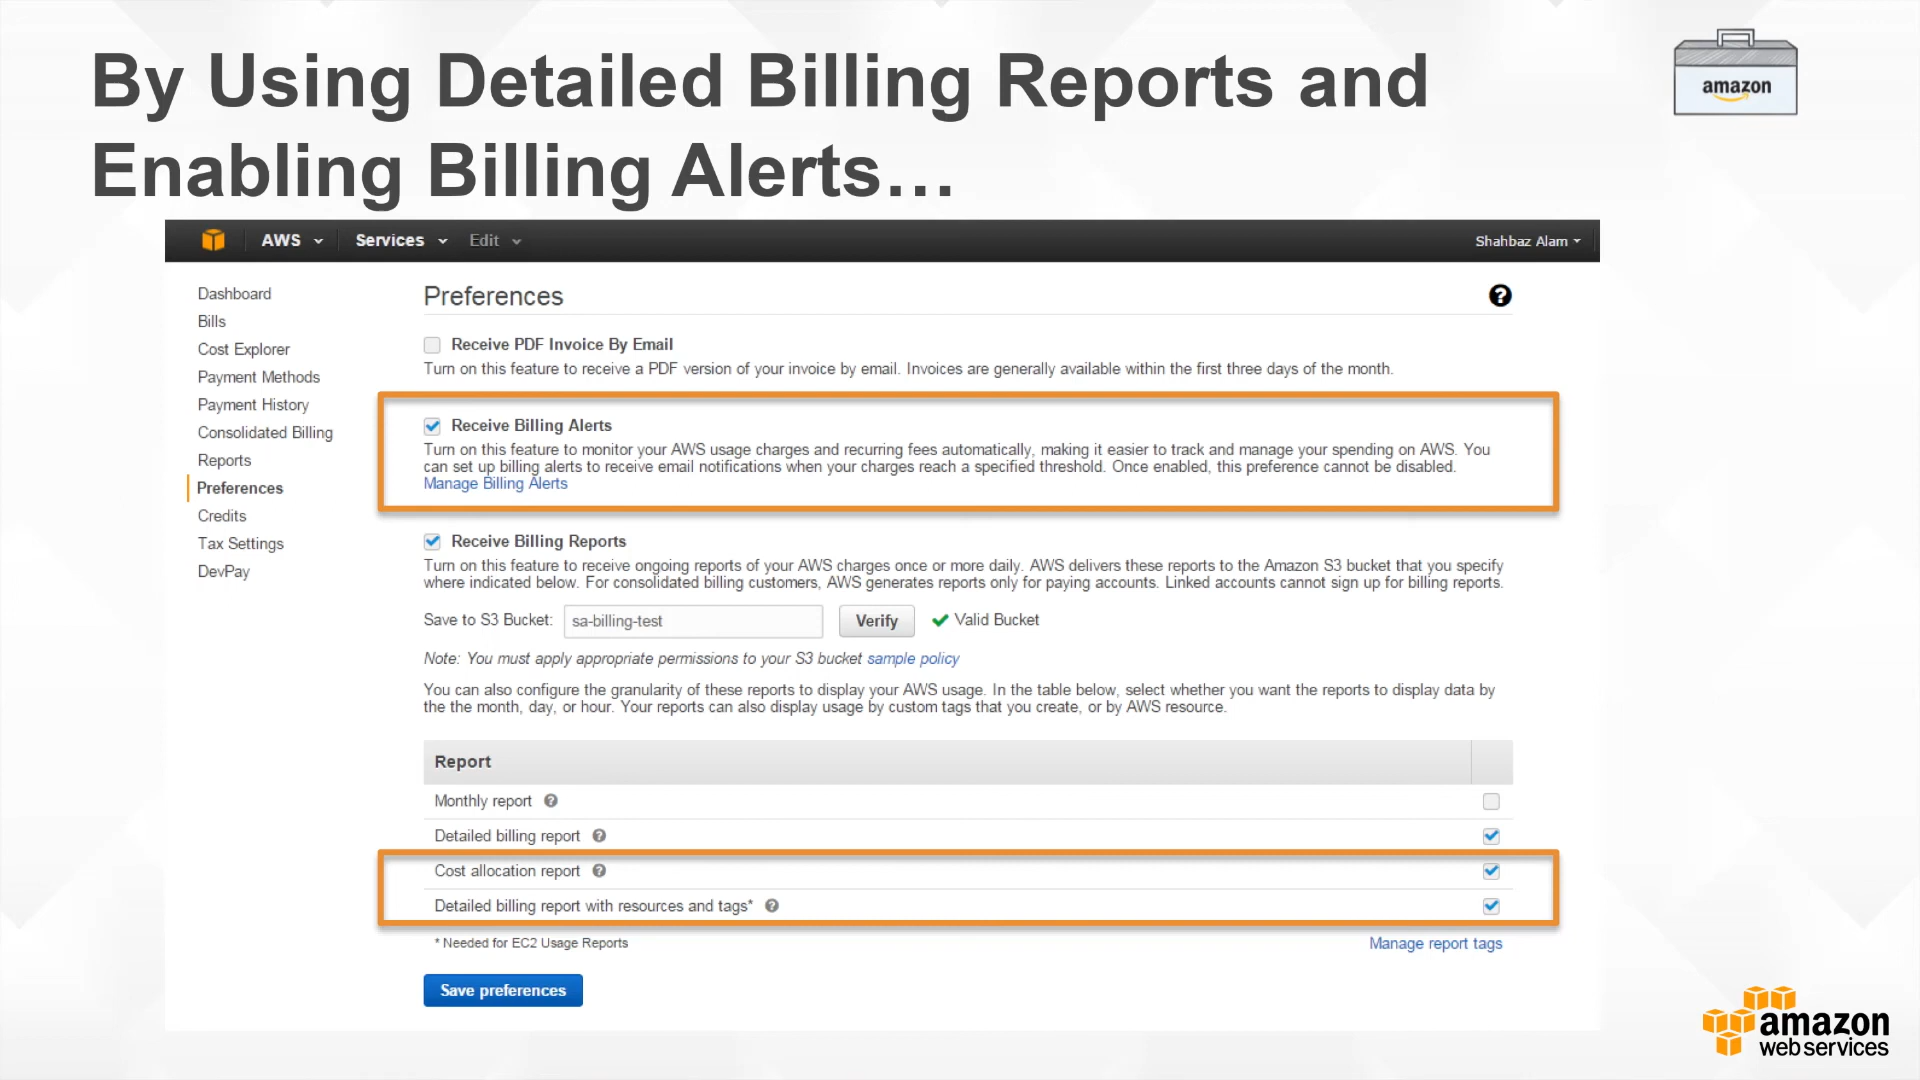 By Using Detailed Billing Reports and
Enabling Billing Alerts…
amazon
AWS
Services
Edit
Shahbaz Alam
Dashboard
Bills
Cost Explorer
Payment Methods
Payment History
Consolidated Billing
Reports
Preferences
Credits
Tax Settings
DevPay
Preferences
?
Receive PDF Invoice By Email
Turn on this feature to receive a PDF version of your invoice by email. Invoices are generally available within the first three days of the month.
Receive Billing Alerts
Turn on this feature to monitor your AWS usage charges and recurring fees automatically, making it easier to track and manage your spending on AWS. You
can set up billing alerts to receive email notifications when your charges reach a specified threshold. Once enabled, this preference cannot be disabled.
Manage Billing Alerts
Receive Billing Reports
Turn on this feature to receive ongoing reports of your AWS charges once or more daily. AWS delivers these reports to the Amazon S3 bucket that you specify
where indicated below. For consolidated billing customers, AWS generates reports only for paying accounts. Linked accounts cannot sign up for billing reports.
Save to S3 Bucket: sa-billing-test Verify Valid Bucket
Note: You must apply appropriate permissions to your S3 bucket sample policy
You can also configure the granularity of these reports to display your AWS usage. In the table below, select whether you want the reports to display data by
the the month, day, or hour. Your reports can also display usage by custom tags that you create, or by AWS resource.
Report
Monthly report ?
Detailed billing report ?
Cost allocation report ?
Detailed billing report with resources and tags* ?
* Needed for EC2 Usage Reports
Manage report tags
Save preferences
amazon
web services